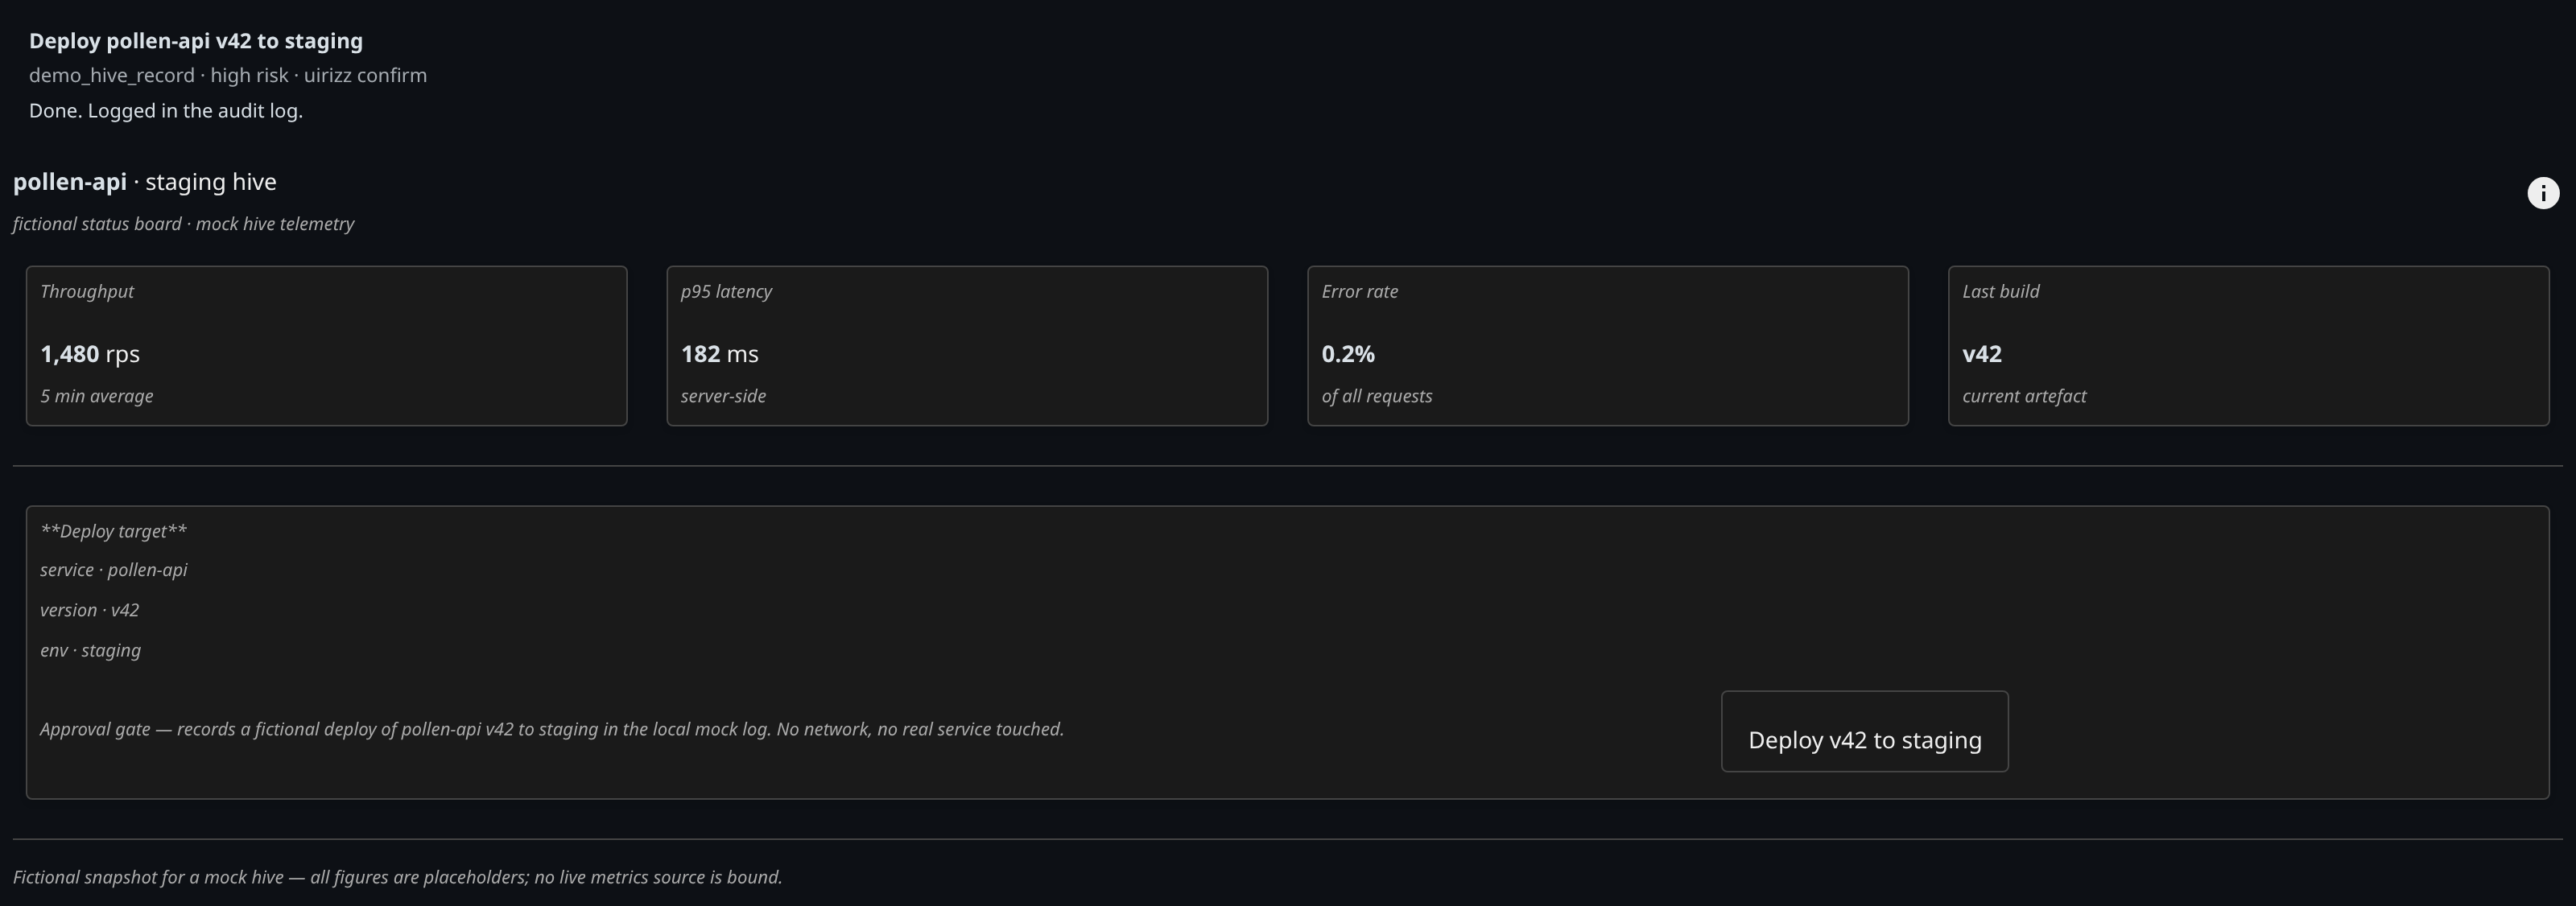 Deploy pollen-api v42 to staging
demo_hive_record · high risk · uirizz confirm
Done. Logged in the audit log.
pollen-api · staging hive
i
fictional status board · mock hive telemetry
Throughput
1,480 rps
5 min average
p95 latency
182 ms
server-side
Error rate
0.2%
of all requests
Last build
v42
current artefact
**Deploy target**
service · pollen-api
version · v42
env · staging
Approval gate — records a fictional deploy of pollen-api v42 to staging in the local mock log. No network, no real service touched.
Deploy v42 to staging
Fictional snapshot for a mock hive — all figures are placeholders; no live metrics source is bound.